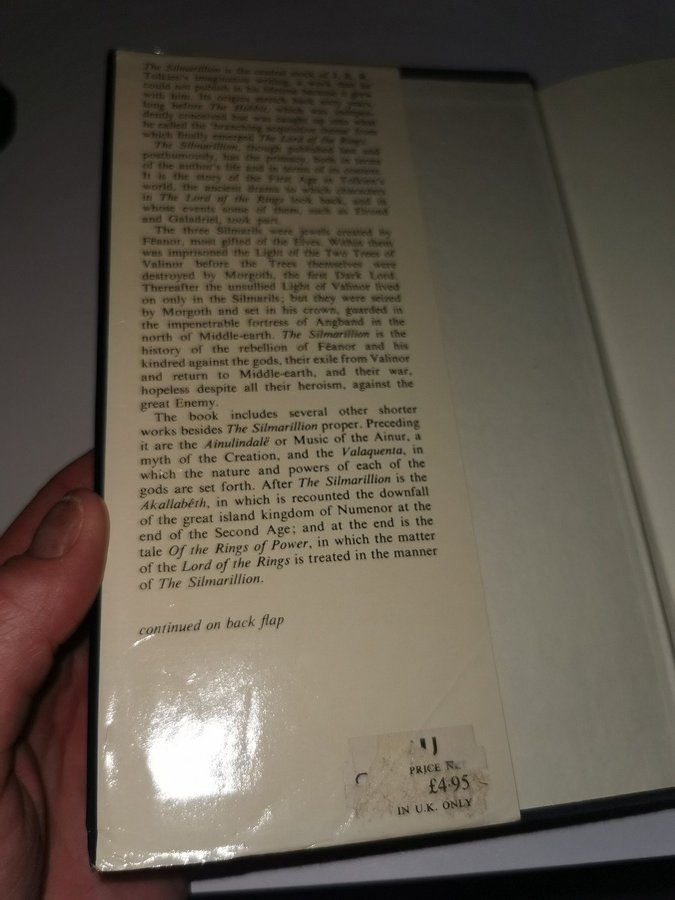 The Silmarillion is the central stock of J. R. R.
Tolkien's imaginative writing, a work that he
could not publish in his lifetime because it grew
with him. Its origins stretch back sixty years,
long before The Hobbit, which was indepen-
dently conceived but was caught up into what
he called the 'branching acquisitive theme' from
which finally emerged The Lord of the Rings.
The Silmarillion, though published last and
posthumously, has the primacy, both in terms
of the author's life and in terms of its content.
It is the story of the First Age in Tolkien's
world, the ancient drama to which characters
in The Lord of the Rings look back, and in
whose events some of them, such as Elrond
and Galadriel, took part.
The three Silmarils were jewels created by
Fëanor, most gifted of the Elves. Within them
was imprisoned the Light of the Two Trees of
Valinor before the Trees themselves were
destroyed by Morgoth, the first Dark Lord.
Thereafter the unsullied Light of Valinor lived
on only in the Silmarils; but they were seized
by Morgoth and set in his crown, guarded in
the impenetrable fortress of Angband in the
north of Middle-earth. The Silmarillion is the
history of the rebellion of Fëanor and his
kindred against the gods, their exile from Valinor
and return to Middle-earth, and their war,
hopeless despite all their heroism, against the
great Enemy.
The book includes several other shorter
works besides The Silmarillion proper. Preceding
it are the Ainulindalë or Music of the Ainur, a
myth of the Creation, and the Valaquenta, in
which the nature and powers of each of the
gods are set forth. After The Silmarillion is the
Akallabêth, in which is recounted the downfall
of the great island kingdom of Numenor at the
end of the Second Age; and at the end is the
tale Of the Rings of Power, in which the matter
of the Lord of the Rings is treated in the manner
of The Silmarillion.
continued on back flap
PRICE
£4·95
IN U.K. ONLY